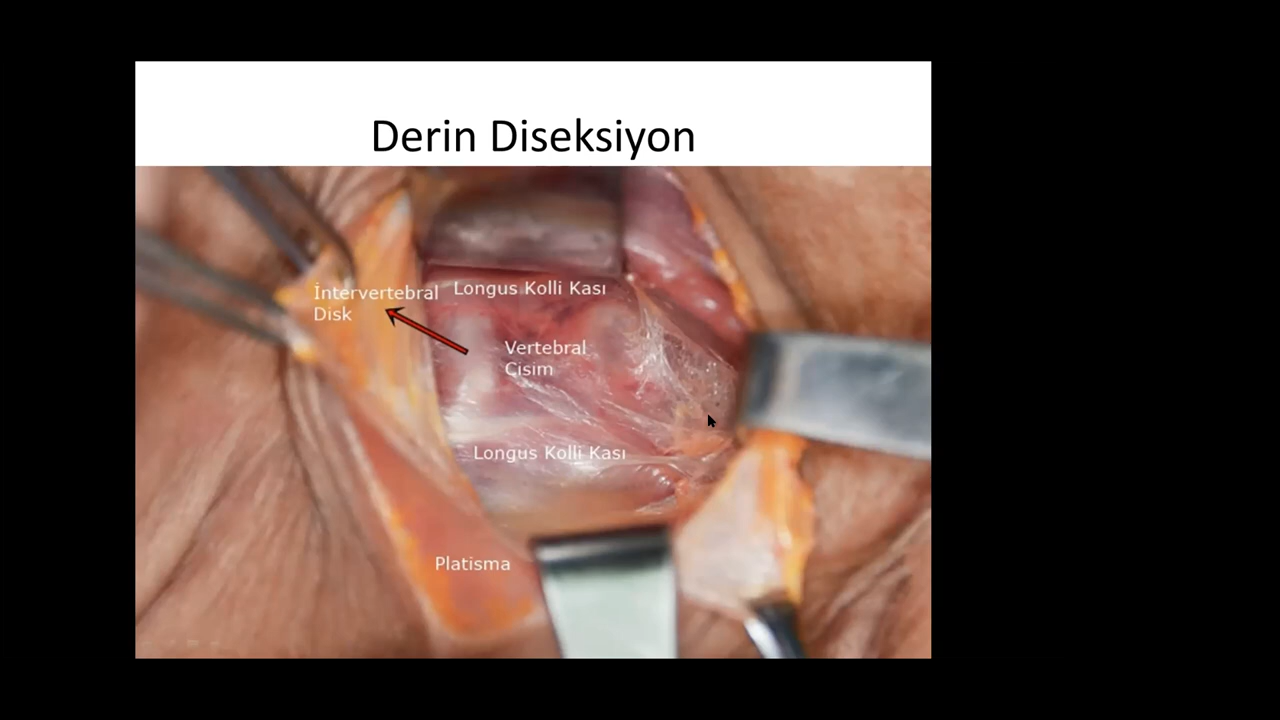 Derin Diseksiyon
İntervertebral
Disk
Longus Kolli Kası
Vertebral
Cisim
Longus Kolli Kası
Platisma